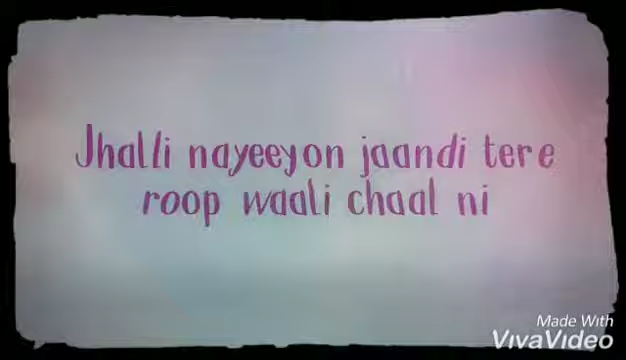 Jhalli nayeeyon jaandi tere
roop waali chaal ni
Made With
VivaVideo